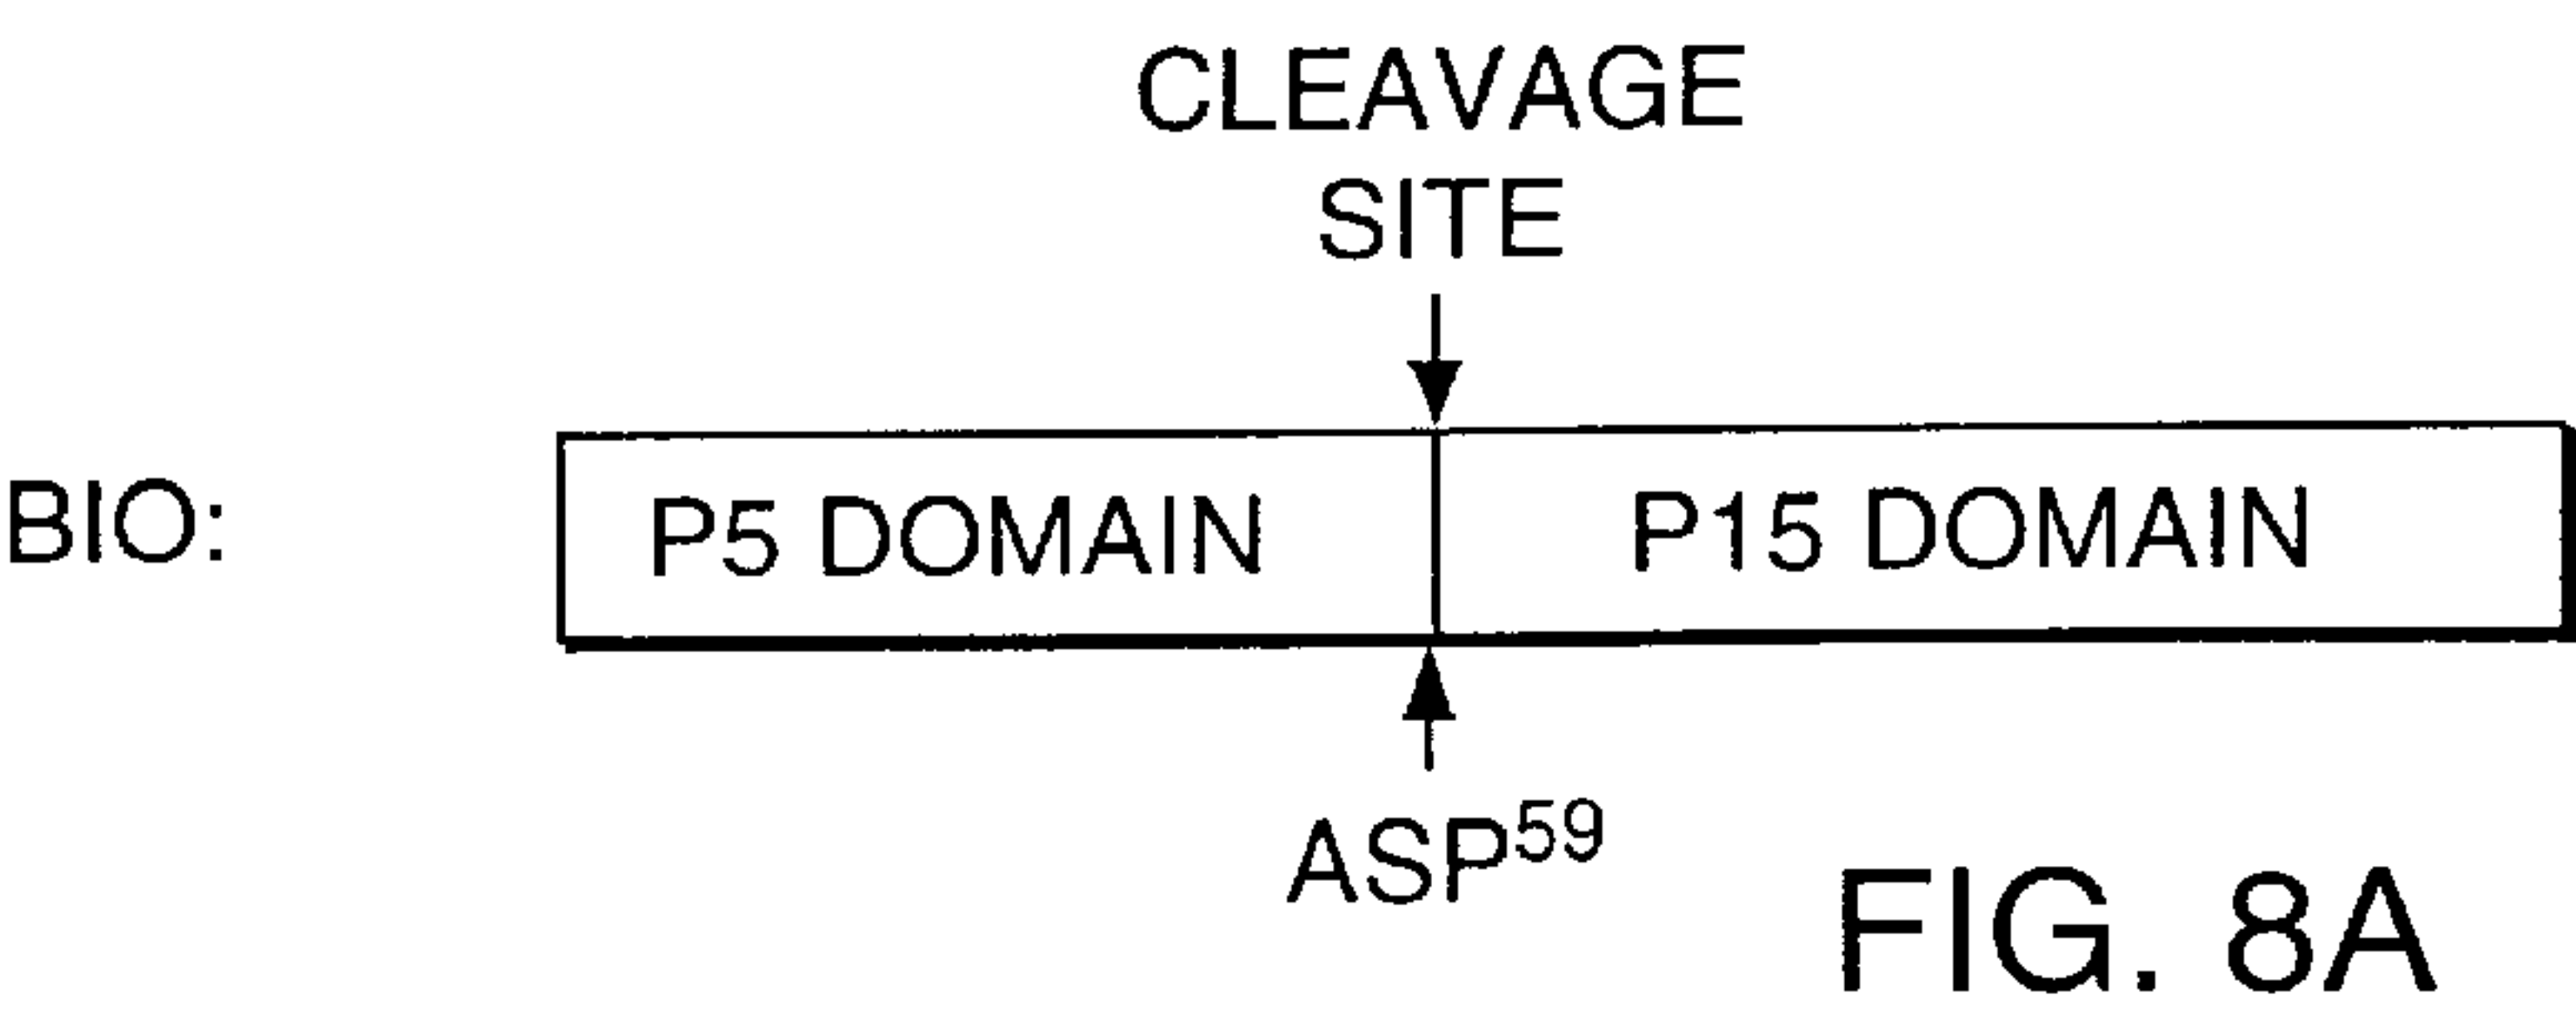 CLEAVAGE
SITE
BIO: P5 DOMAIN P15 DOMAIN
ASP⁵⁹
FIG. 8A